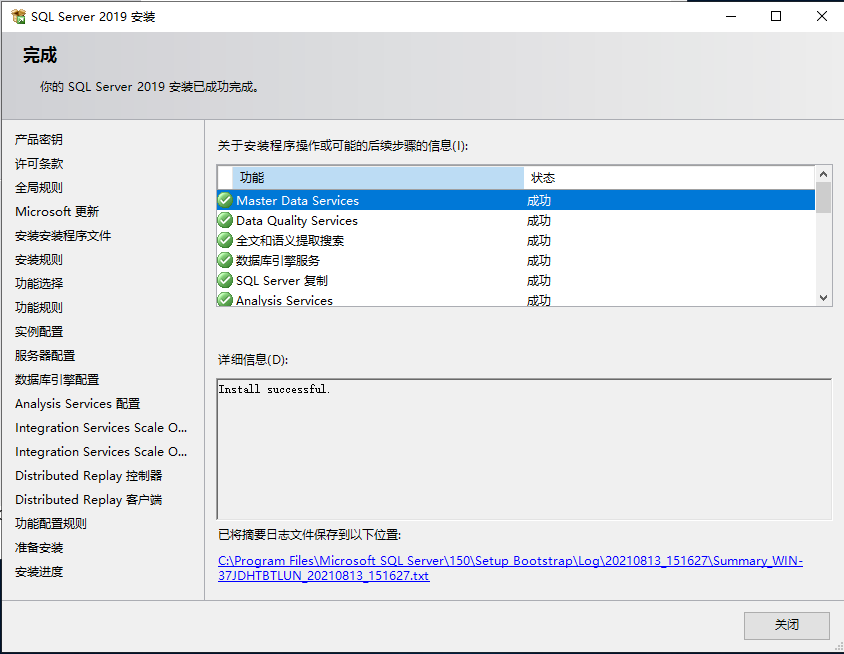 SQL Server 2019 安装
完成
你的 SQL Server 2019 安装已成功完成。
产品密钥
许可条款
全局规则
Microsoft 更新
安装安装程序文件
安装规则
功能选择
功能规则
实例配置
服务器配置
数据库引擎配置
Analysis Services 配置
Integration Services Scale O...
Integration Services Scale O...
Distributed Replay 控制器
Distributed Replay 客户端
功能配置规则
准备安装
安装进度
关于安装程序操作或可能的后续步骤的信息(I):
功能 状态
Master Data Services 成功
Data Quality Services 成功
全文和语义提取搜索 成功
数据库引擎服务 成功
SQL Server 复制 成功
Analysis Services 成功
详细信息(D):
Install successful.
已将摘要日志文件保存到以下位置:
C:\Program Files\Microsoft SQL Server\150\Setup Bootstrap\Log\20210813_151627\Summary_WIN-
37JDHTBTLUN_20210813_151627.txt
关闭